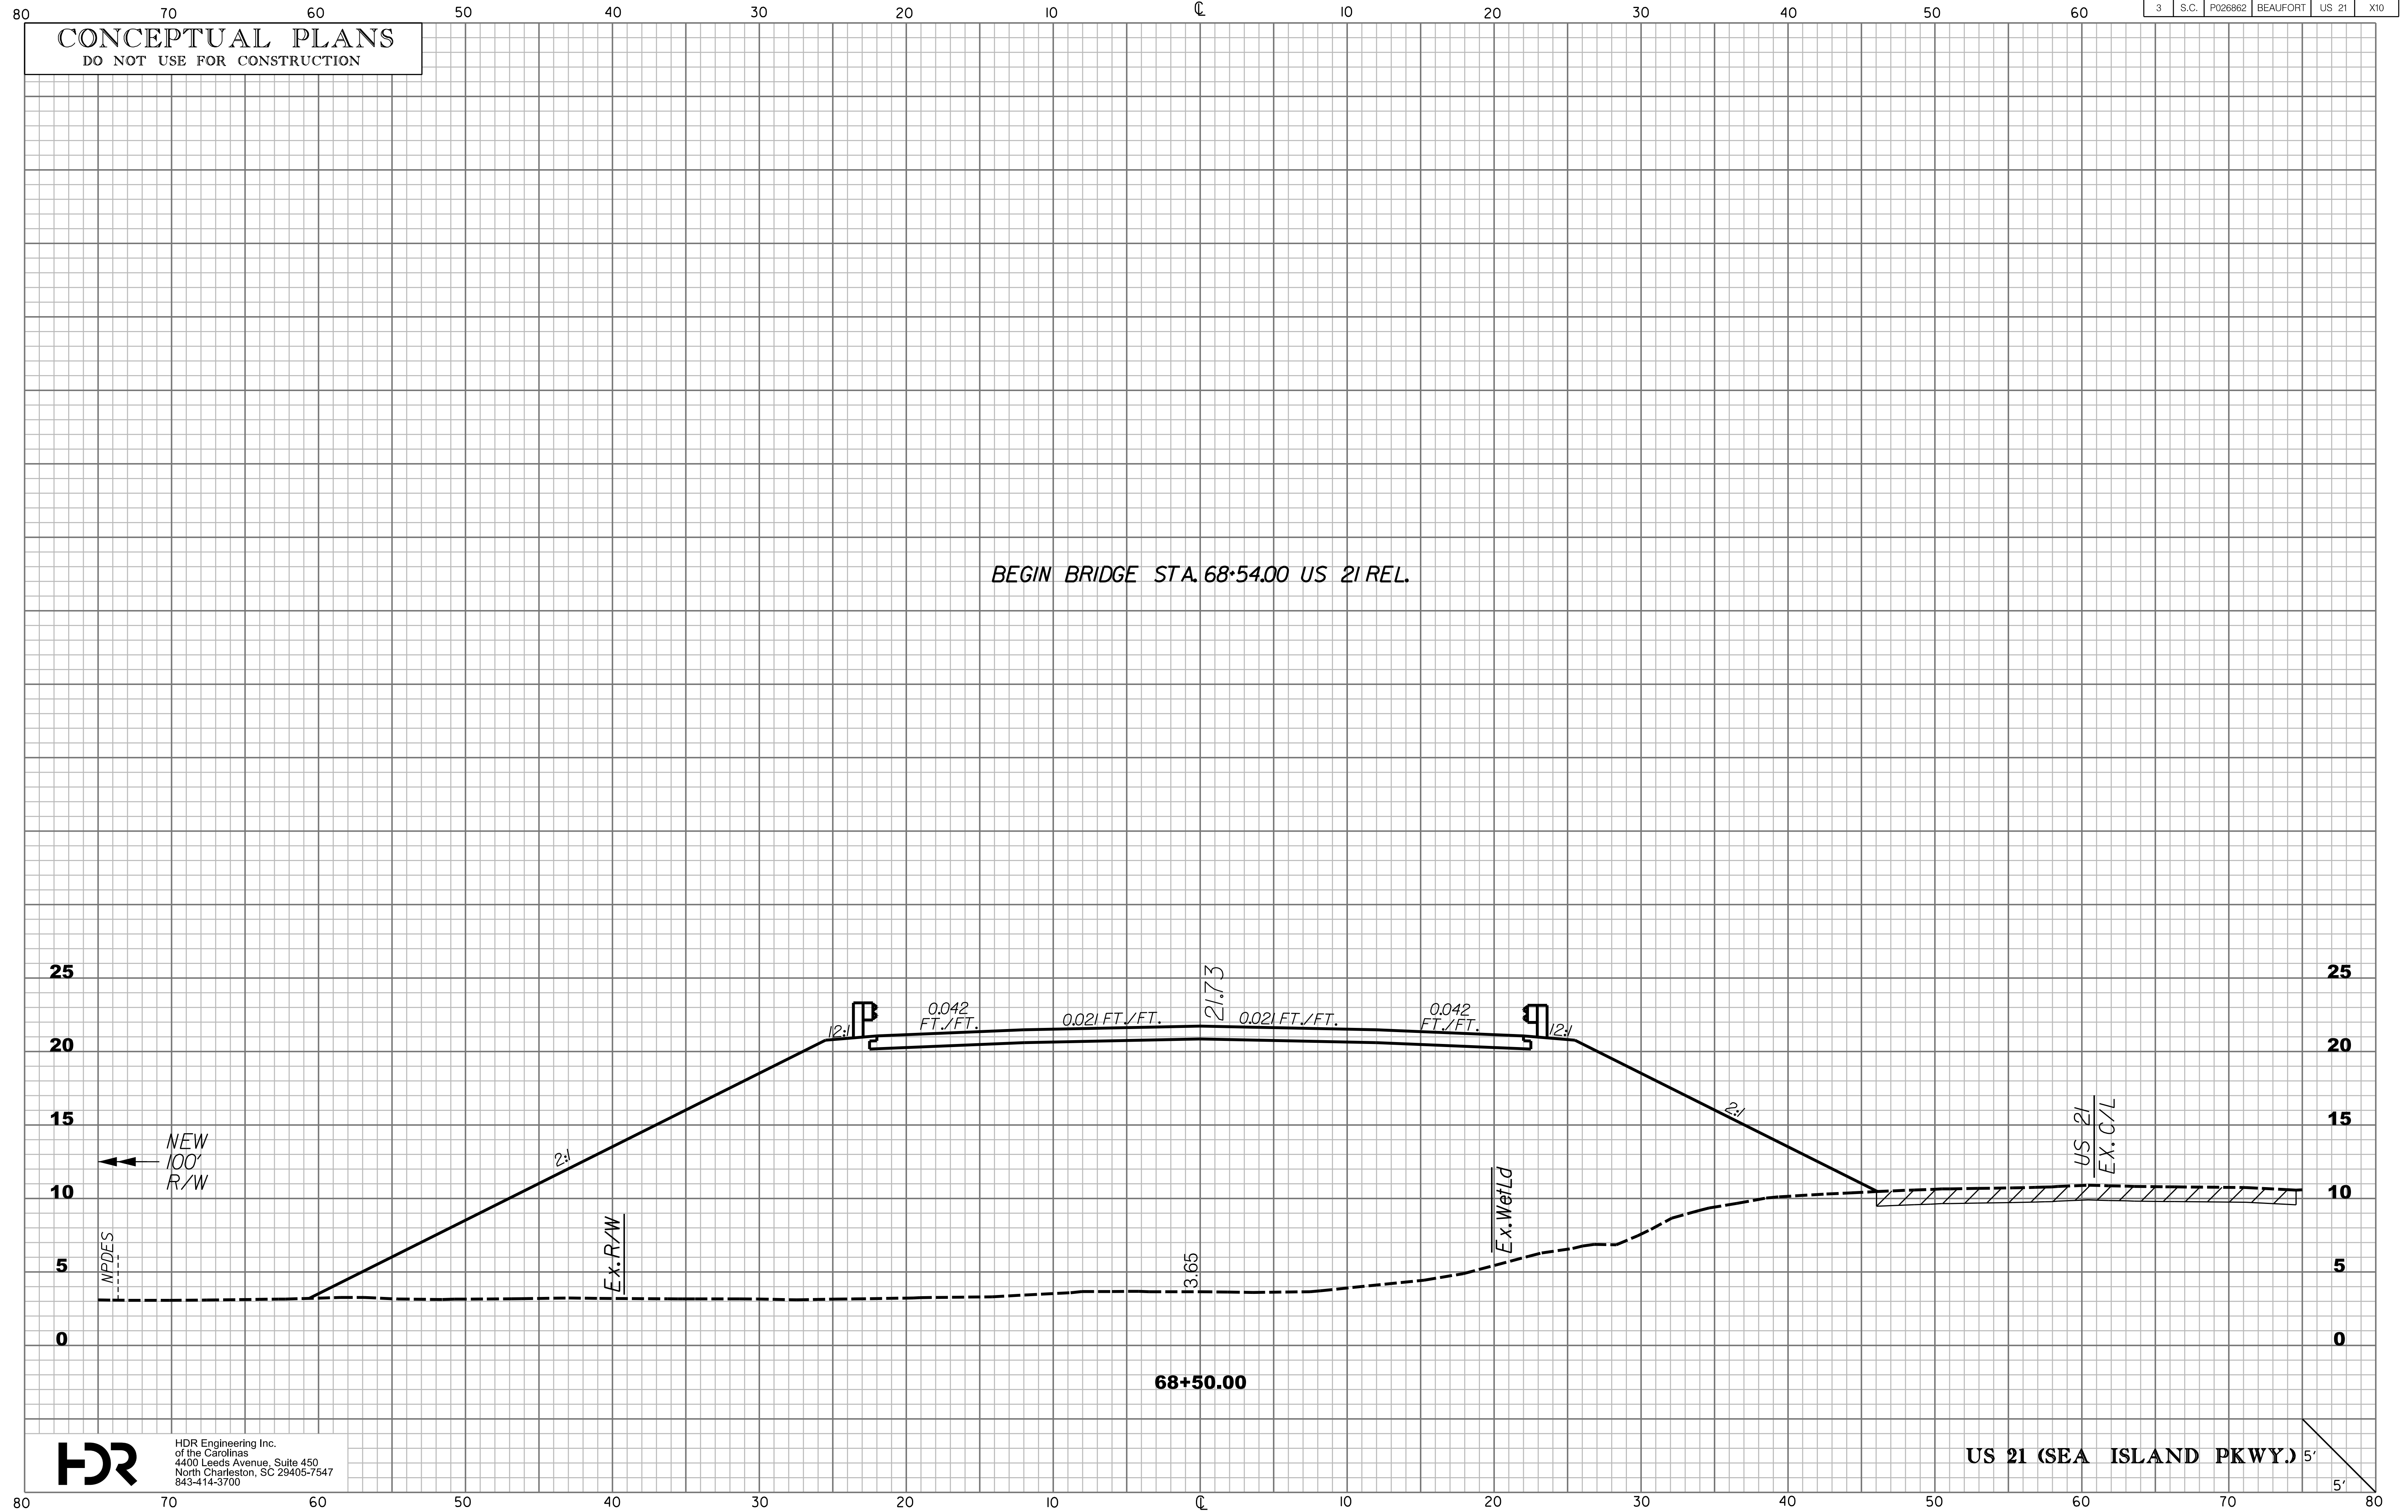 80 70 60 50 40 30 20 10 ℄ 10 20 30 40 50 60
3 S.C. P026862 BEAUFORT US 21 X10
CONCEPTUAL PLANS
DO NOT USE FOR CONSTRUCTION
BEGIN BRIDGE STA. 68+54.00 US 21 REL.
25 25
21.73
0.042
FT./FT.
0.021 FT./FT.
0.021 FT./FT.
0.042
FT./FT.
12:1
12:1
20 20
15 15
2:1
2:1
NEW
100'
R/W
US 21
EX. C/L
10 10
Ex. R/W
Ex. WetLd
NPDES
3.65
5 5
0 0
68+50.00
HDR
HDR Engineering Inc.
of the Carolinas
4400 Leeds Avenue, Suite 450
North Charleston, SC 29405-7547
843-414-3700
US 21 (SEA ISLAND PKWY.)
5'
5'
80 70 60 50 40 30 20 10 ℄ 10 20 30 40 50 60 70 80